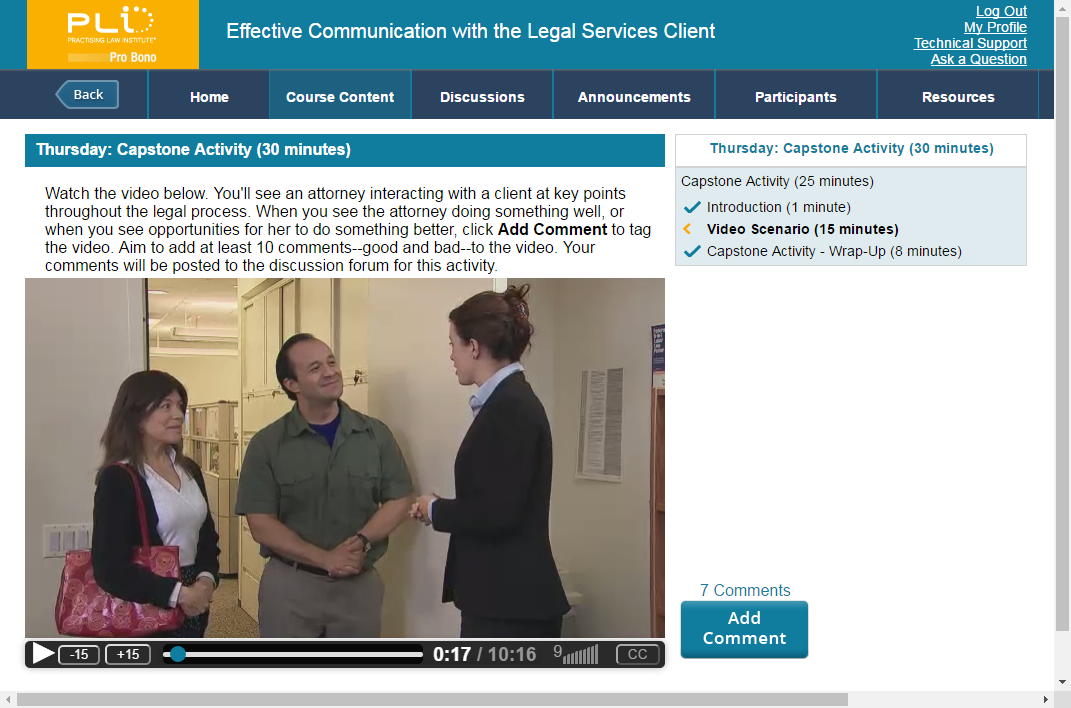 PLI
PRACTISING LAW INSTITUTE®
Pro Bono
Effective Communication with the Legal Services Client
Log Out
My Profile
Technical Support
Ask a Question
Back
Home
Course Content
Discussions
Announcements
Participants
Resources
Thursday: Capstone Activity (30 minutes)
Watch the video below. You'll see an attorney interacting with a client at key points
throughout the legal process. When you see the attorney doing something well, or
when you see opportunities for her to do something better, click Add Comment to tag
the video. Aim to add at least 10 comments--good and bad--to the video. Your
comments will be posted to the discussion forum for this activity.
Thursday: Capstone Activity (30 minutes)
Capstone Activity (25 minutes)
Introduction (1 minute)
Video Scenario (15 minutes)
Capstone Activity - Wrap-Up (8 minutes)
7 Comments
Add
Comment
-15
+15
0:17 / 10:16
9
CC